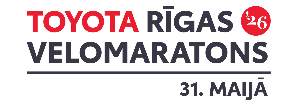 TOYOTA RĪGAS '26
VELOMARATONS
31. MAIJĀ